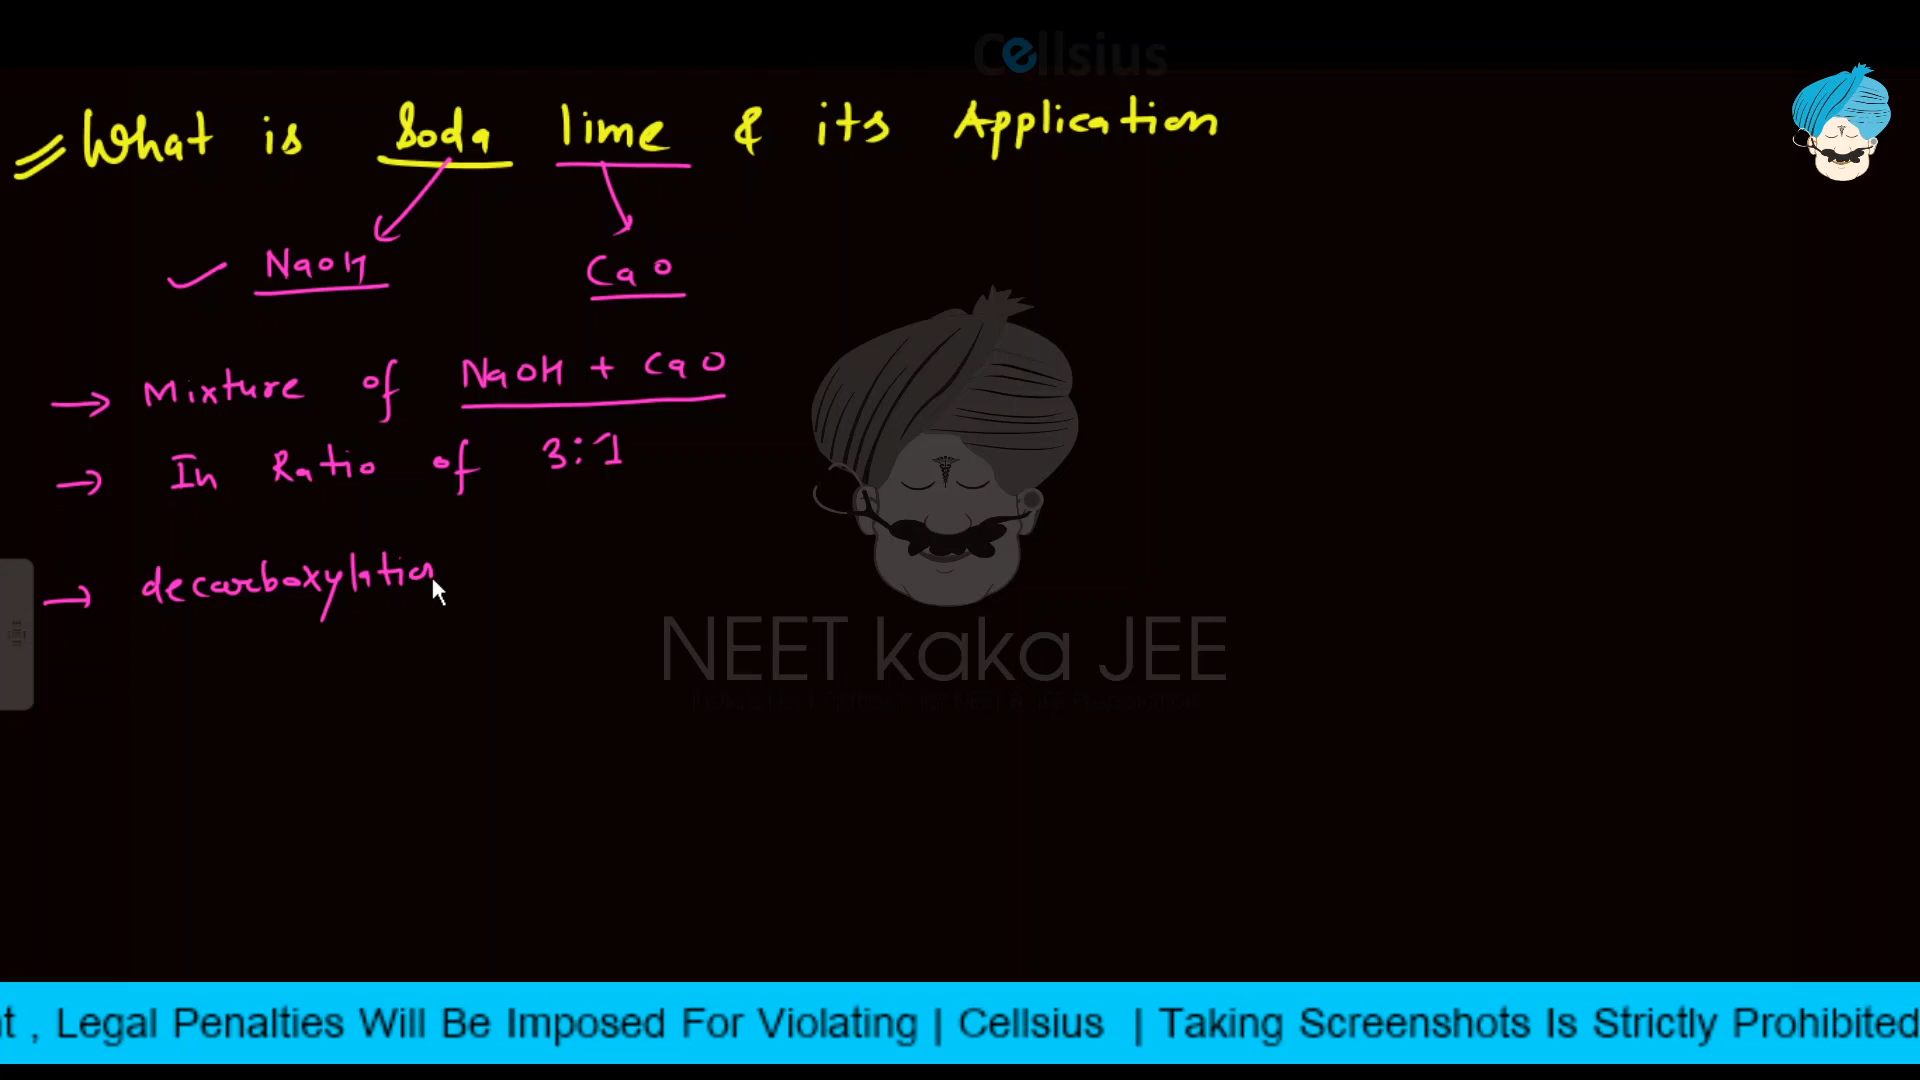 Cellsius
What is Soda lime & its Application
NaOH CaO
→ Mixture of NaOH + CaO
→ In Ratio of 3:1
→ decarboxylation
NEET kaka JEE
, Legal Penalties Will Be Imposed For Violating | Cellsius | Taking Screenshots Is Strictly Prohibited